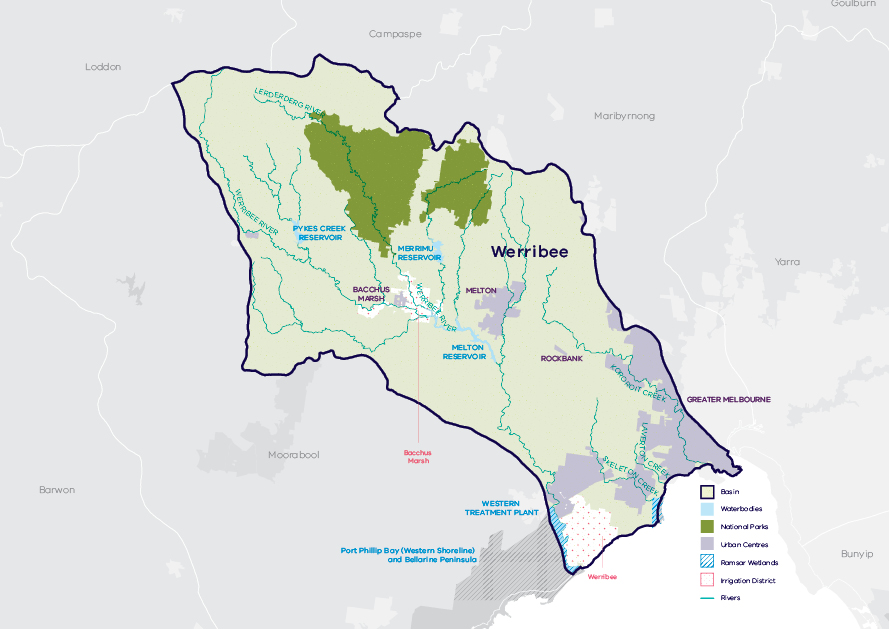 Goulburn
Campaspe
Loddon
LERDERDERG RIVER
Maribyrnong
WERRIBEE RIVER
PYKES CREEK
RESERVOIR
MERRIMU
RESERVOIR
Werribee
Yarra
BACCHUS
MARSH
WERRIBEE RIVER
MELTON
MELTON
RESERVOIR
ROCKBANK
KOROROIT CREEK
GREATER MELBOURNE
Moorabool
Bacchus
Marsh
LAVERTON CREEK
SKELETON CREEK
Barwon
WESTERN
TREATMENT PLANT
Port Phillip Bay (Western Shoreline)
and Bellarine Peninsula
Werribee
Bunyip
Basin
Waterbodies
National Parks
Urban Centres
Ramsar Wetlands
Irrigation District
Rivers